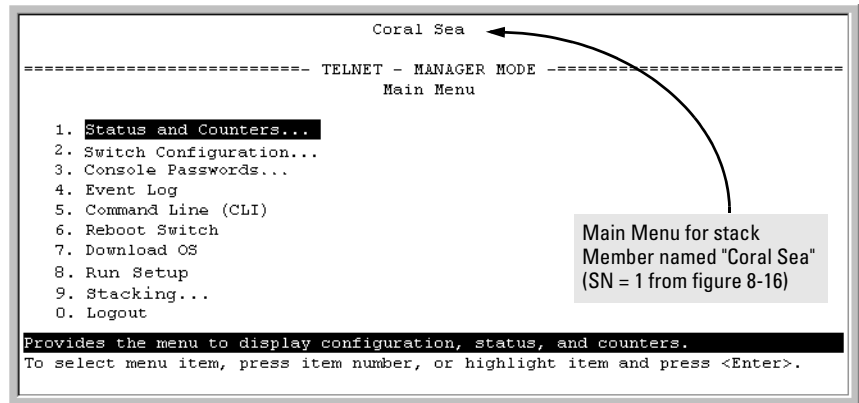 Coral Sea
===========================- TELNET - MANAGER MODE -============================
Main Menu
1. Status and Counters...
2. Switch Configuration...
3. Console Passwords...
4. Event Log
5. Command Line (CLI)
6. Reboot Switch
7. Download OS
8. Run Setup
9. Stacking...
0. Logout
Main Menu for stack
Member named "Coral Sea"
(SN = 1 from figure 8-16)
Provides the menu to display configuration, status, and counters.
To select menu item, press item number, or highlight item and press <Enter>.